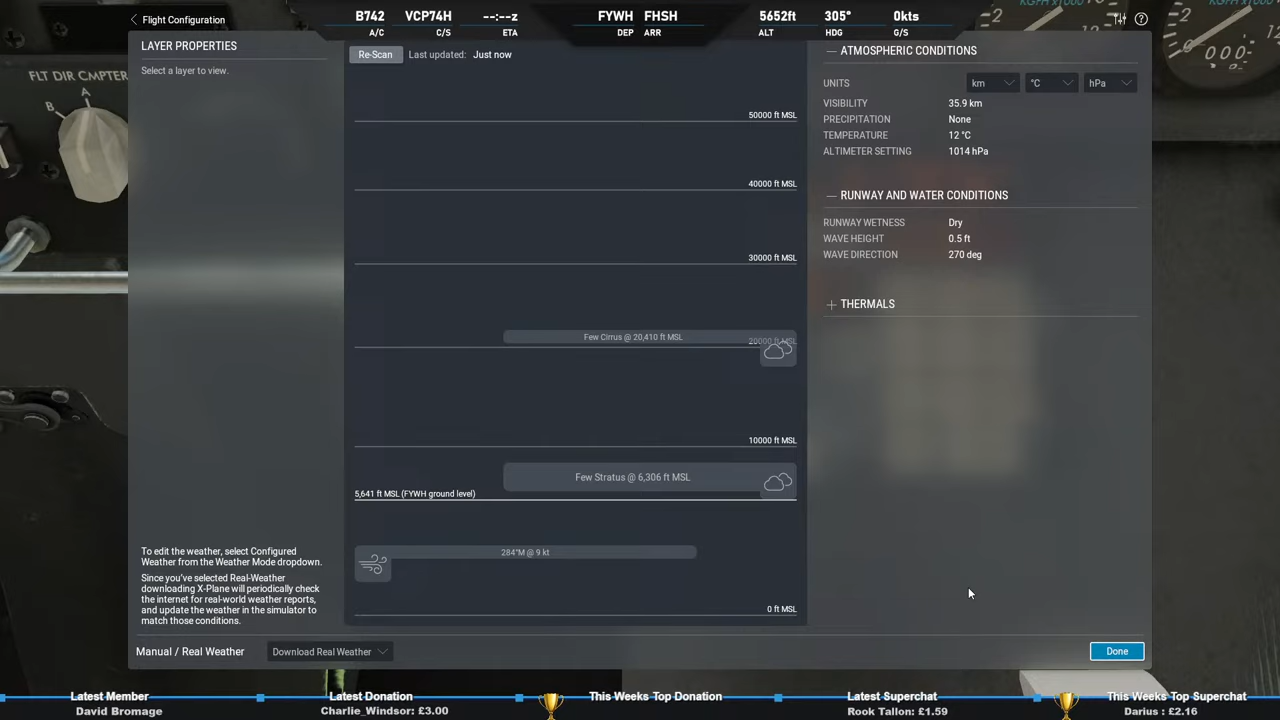 Flight Configuration
B742 VCP74H --:--z FYWH FHSH 5652ft 305° 0kts
A/C C/S ETA DEP ARR ALT HDG G/S
LAYER PROPERTIES
Select a layer to view.
Re-Scan Last updated: Just now
50000 ft MSL
40000 ft MSL
30000 ft MSL
Few Cirrus @ 20,410 ft MSL
20000 ft MSL
10000 ft MSL
Few Stratus @ 6,306 ft MSL
5,641 ft MSL (FYWH ground level)
284°M @ 9 kt
0 ft MSL
ATMOSPHERIC CONDITIONS
UNITS km °C hPa
VISIBILITY 35.9 km
PRECIPITATION None
TEMPERATURE 12 °C
ALTIMETER SETTING 1014 hPa
RUNWAY AND WATER CONDITIONS
RUNWAY WETNESS Dry
WAVE HEIGHT 0.5 ft
WAVE DIRECTION 270 deg
THERMALS
To edit the weather, select Configured
Weather from the Weather Mode dropdown.
Since you've selected Real-Weather
downloading X-Plane will periodically check
the internet for real-world weather reports,
and update the weather in the simulator to
match those conditions.
Manual / Real Weather Download Real Weather Done
FLT DIR CMPTER
A
B
2 000 2
Latest Member Latest Donation This Weeks Top Donation Latest Superchat This Weeks Top Superchat
David Bromage Charlie_Windsor: £3.00 Rook Tallon: £1.59 Darius : £2.16